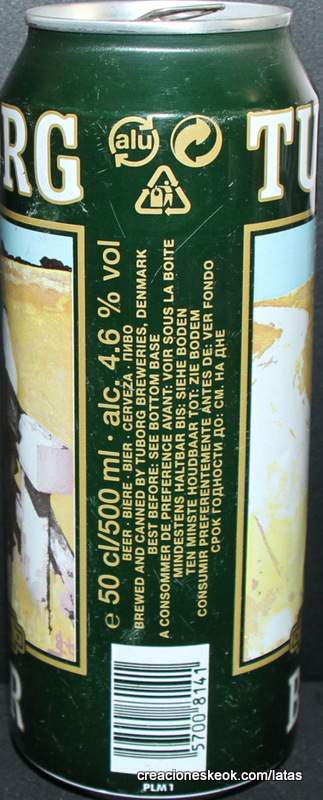 RG
TU
alu
e 50 cl/500 ml · alc. 4.6 % vol
BEER · BIERE · BIER · CERVEZA · ПИВО
BREWED AND CANNED BY UNIBORG BREWERIES, DENMARK
BEST BEFORE: SEE BOTTOM BASE
A CONSOMMER DE PREFERENCE AVANT: VOIR SOUS LA BOITE
MINDESTENS HALTBAR BIS: SIEHE BODEN
TEN MINSTE HOUDBAAR TOT: ZIE BODEM
CONSUMIR PREFERENTEMENTE ANTES DE: VER FONDO
СРОК ГОДНОСТИ ДО: СМ. НА ДНЕ
5700 8141
R
PLM1
creacioneskeok.com/latas